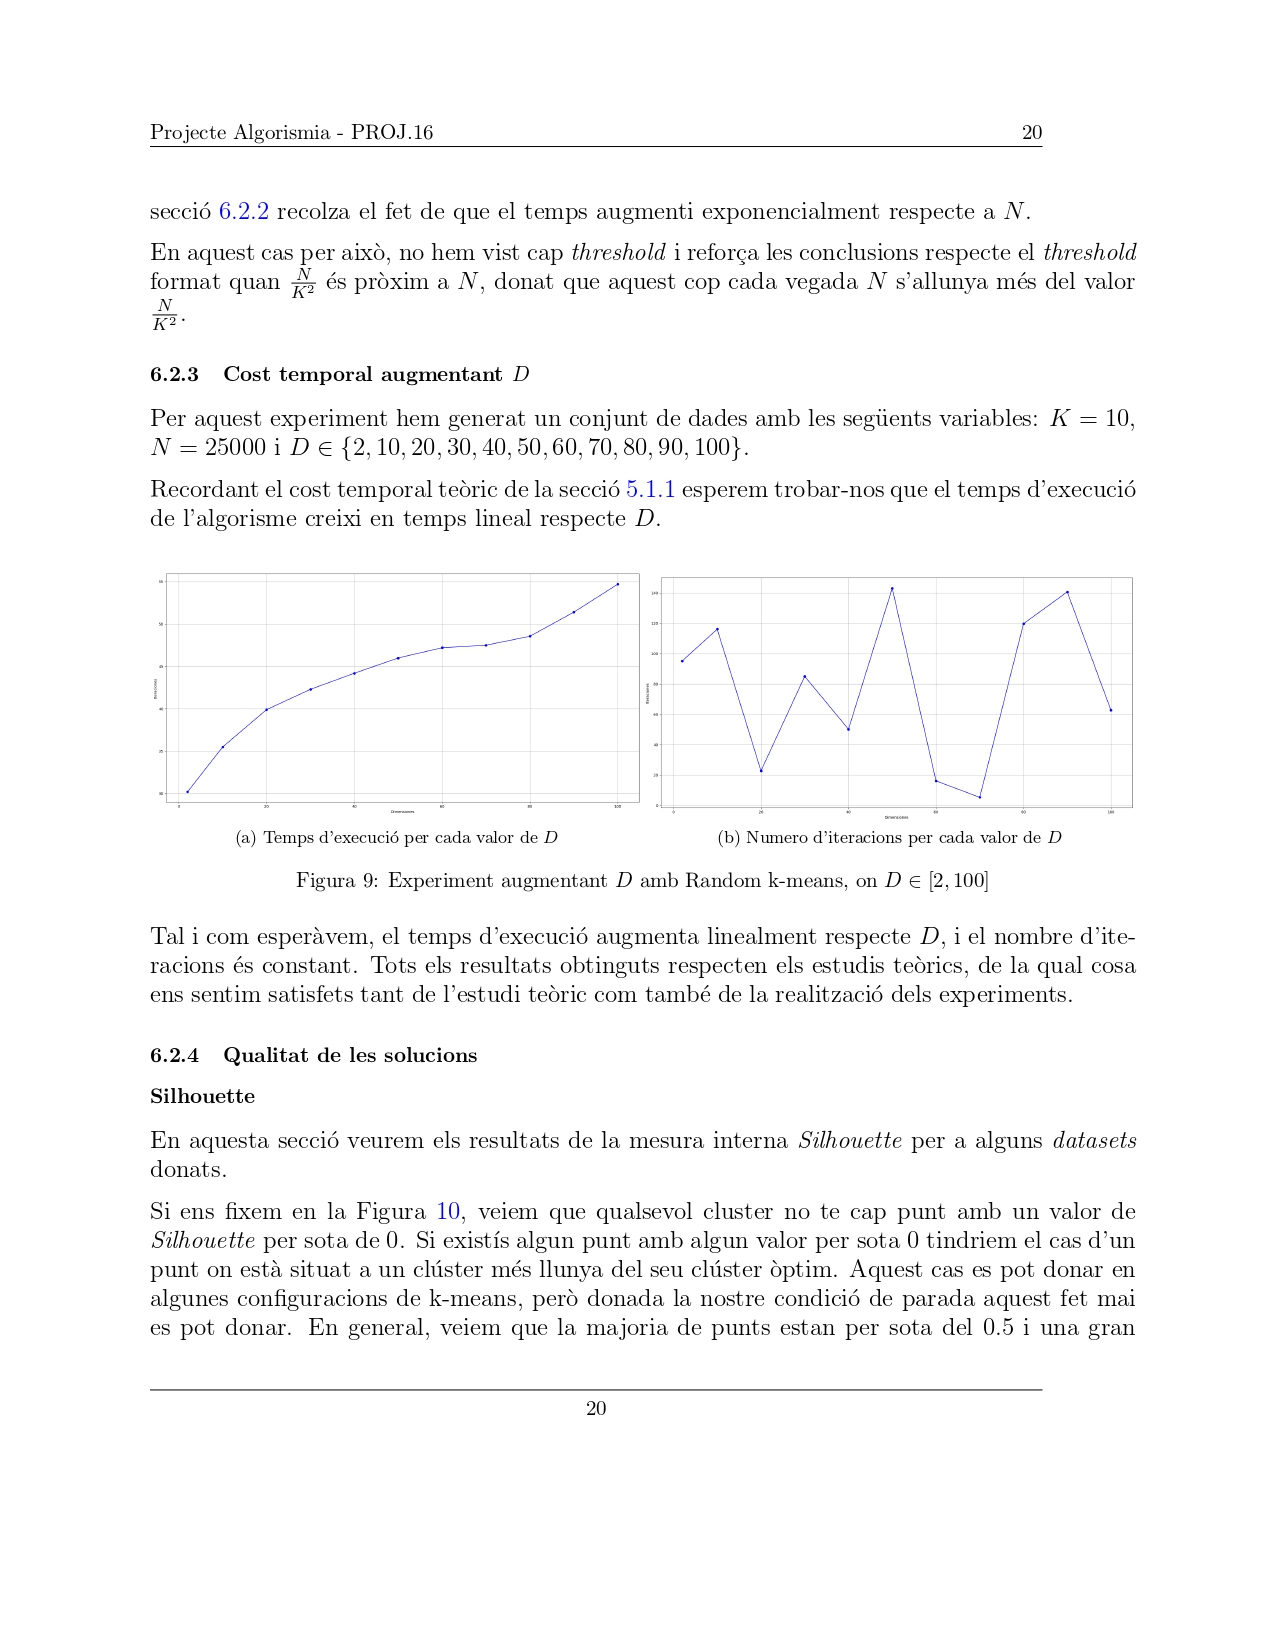 Projecte Algorismia - PROJ.16 20
secció 6.2.2 recolza el fet de que el temps augmenti exponencialment respecte a N.
En aquest cas per això, no hem vist cap threshold i reforça les conclusions respecte el threshold
format quan N/K² és pròxim a N, donat que aquest cop cada vegada N s'allunya més del valor
N/K².
6.2.3 Cost temporal augmentant D
Per aquest experiment hem generat un conjunt de dades amb les següents variables: K = 10,
N = 25000 i D ∈ {2, 10, 20, 30, 40, 50, 60, 70, 80, 90, 100}.
Recordant el cost temporal teòric de la secció 5.1.1 esperem trobar-nos que el temps d'execució
de l'algorisme creixi en temps lineal respecte D.
(a) Temps d'execució per cada valor de D
(b) Numero d'iteracions per cada valor de D
Figura 9: Experiment augmentant D amb Random k-means, on D ∈ [2, 100]
Tal i com esperàvem, el temps d'execució augmenta linealment respecte D, i el nombre d'ite-
racions és constant. Tots els resultats obtinguts respecten els estudis teòrics, de la qual cosa
ens sentim satisfets tant de l'estudi teòric com també de la realització dels experiments.
6.2.4 Qualitat de les solucions
Silhouette
En aquesta secció veurem els resultats de la mesura interna Silhouette per a alguns datasets
donats.
Si ens fixem en la Figura 10, veiem que qualsevol cluster no te cap punt amb un valor de
Silhouette per sota de 0. Si existís algun punt amb algun valor per sota 0 tindriem el cas d'un
punt on està situat a un clúster més llunya del seu clúster òptim. Aquest cas es pot donar en
algunes configuracions de k-means, però donada la nostre condició de parada aquest fet mai
es pot donar. En general, veiem que la majoria de punts estan per sota del 0.5 i una gran
20